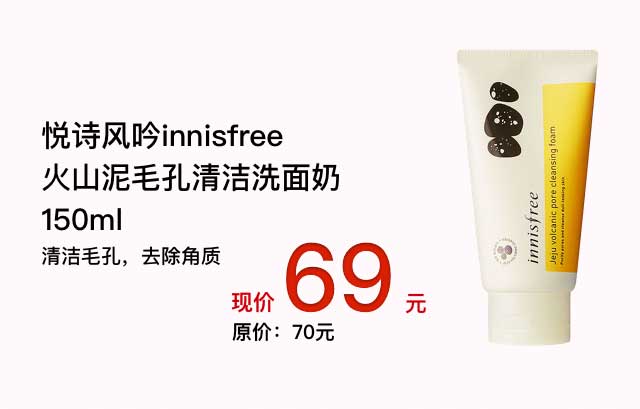 悦诗风吟innisfree
火山泥毛孔清洁洗面奶
150ml
清洁毛孔，去除角质
现价 69 元
原价：70元
innisfree
Jeju volcanic pore cleansing foam